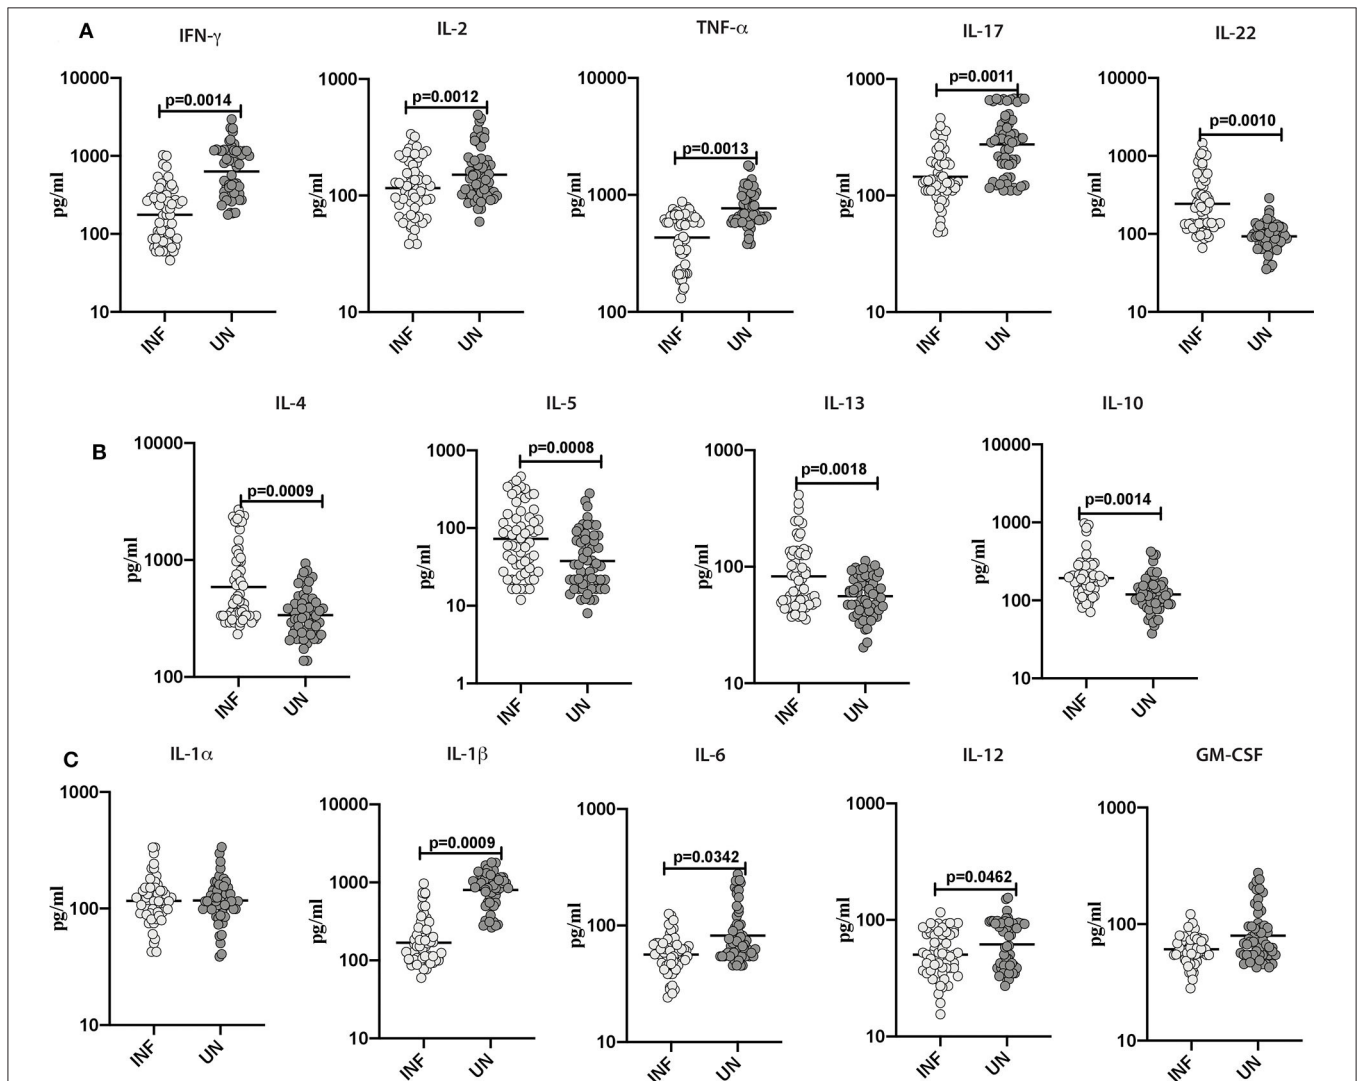 A
IFN-γ
IL-2
TNF-α
IL-17
IL-22
10000
1000
100
10
pg/ml
p=0.0014
INF
UN
1000
100
10
pg/ml
p=0.0012
INF
UN
10000
1000
100
pg/ml
p=0.0013
INF
UN
1000
100
10
pg/ml
p=0.0011
INF
UN
10000
1000
100
10
pg/ml
p=0.0010
INF
UN
B
IL-4
IL-5
IL-13
IL-10
10000
1000
100
pg/ml
p=0.0009
INF
UN
1000
100
10
1
pg/ml
p=0.0008
INF
UN
1000
100
10
pg/ml
p=0.0018
INF
UN
10000
1000
100
10
pg/ml
p=0.0014
INF
UN
C
IL-1α
IL-1β
IL-6
IL-12
GM-CSF
1000
100
10
pg/ml
INF
UN
10000
1000
100
10
pg/ml
p=0.0009
INF
UN
1000
100
10
pg/ml
p=0.0342
INF
UN
1000
100
10
pg/ml
p=0.0462
INF
UN
1000
100
10
pg/ml
INF
UN